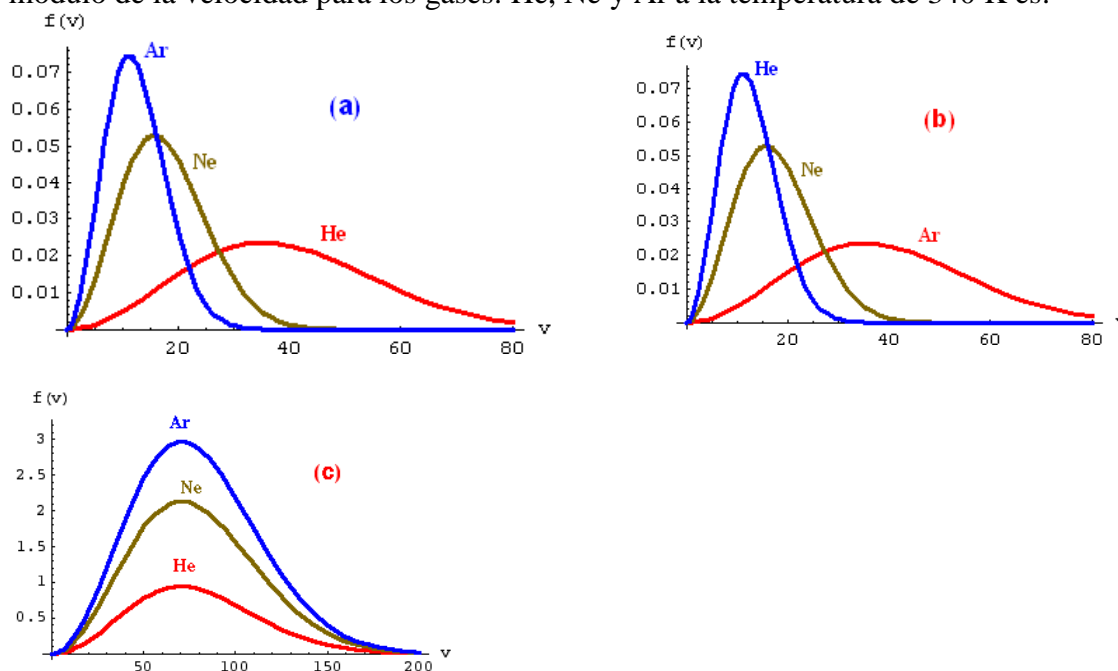 módulo de la velocidad para los gases: He, Ne y Ar a la temperatura de 340 K es:
f(v)
Ar
0.07
0.06
0.05
0.04
0.03
0.02
0.01
(a)
Ne
He
20
40
60
80
v
f(v)
He
0.07
0.06
0.05
0.04
0.03
0.02
0.01
(b)
Ne
Ar
20
40
60
80
f(v)
Ar
3
2.5
2
1.5
1
0.5
(c)
Ne
He
50
100
150
200
v